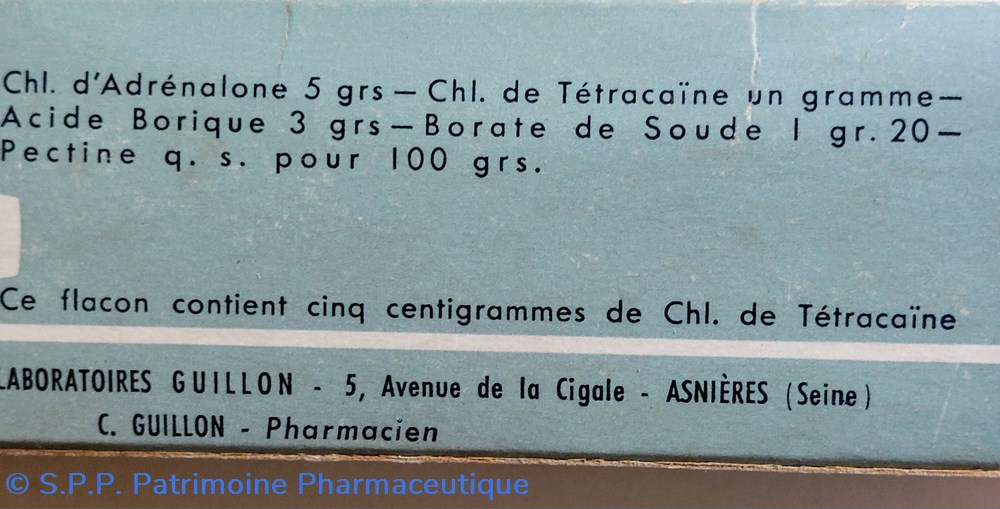 Chl. d'Adrénalone 5 grs — Chl. de Tétracaïne un gramme —
Acide Borique 3 grs — Borate de Soude 1 gr. 20 —
Pectine q. s. pour 100 grs.
Ce flacon contient cinq centigrammes de Chl. de Tétracaïne
LABORATOIRES GUILLON - 5, Avenue de la Cigale - ASNIÈRES (Seine)
C. GUILLON - Pharmacien
© S.P.P. Patrimoine Pharmaceutique